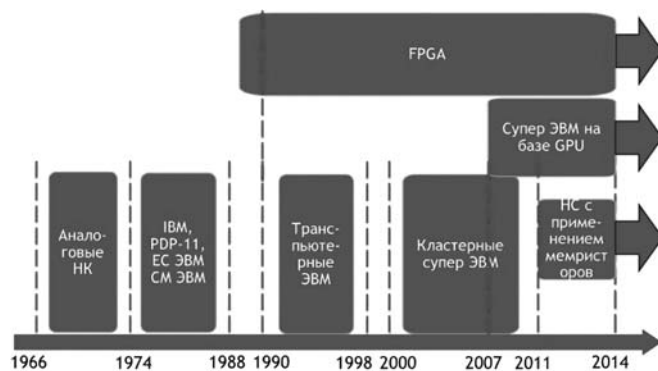 FPGA
Супер ЭВМ на
базе GPU
Анало-
говые
НК
IBM,
PDP-11,
ЕС ЭВМ
СМ ЭВМ
Транс-
пьюте-
рные
ЭВМ
Кластерные
супер ЭВМ
НС с
приме-
нением
мемрист
оров
1966 1974 1988 1990 1998 2000 2007 2011 2014